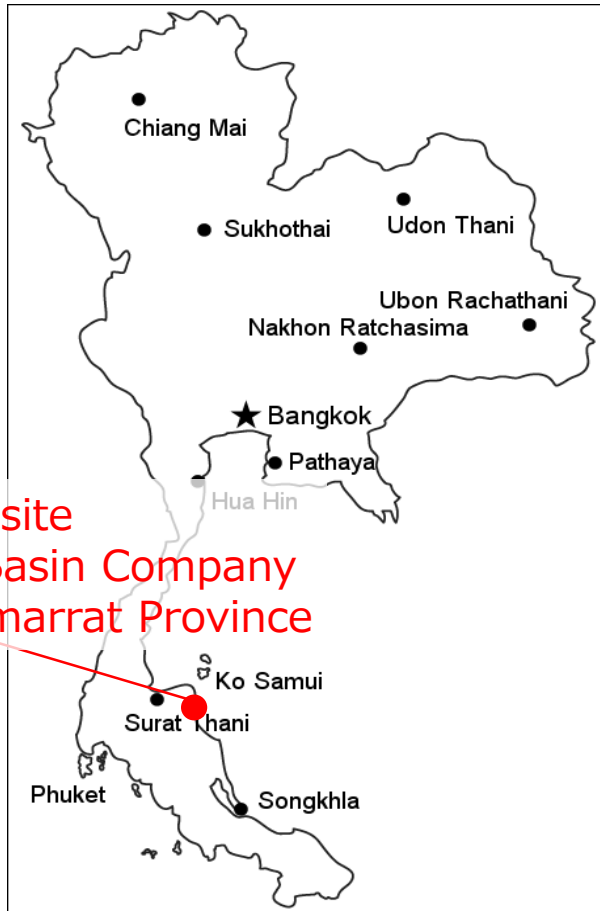 Chiang Mai
Sukhothai
Udon Thani
Ubon Rachathani
Nakhon Ratchasima
Bangkok
Pathaya
Hua Hin
site
asin Company
marrat Province
Ko Samui
Surat Thani
Phuket
Songkhla